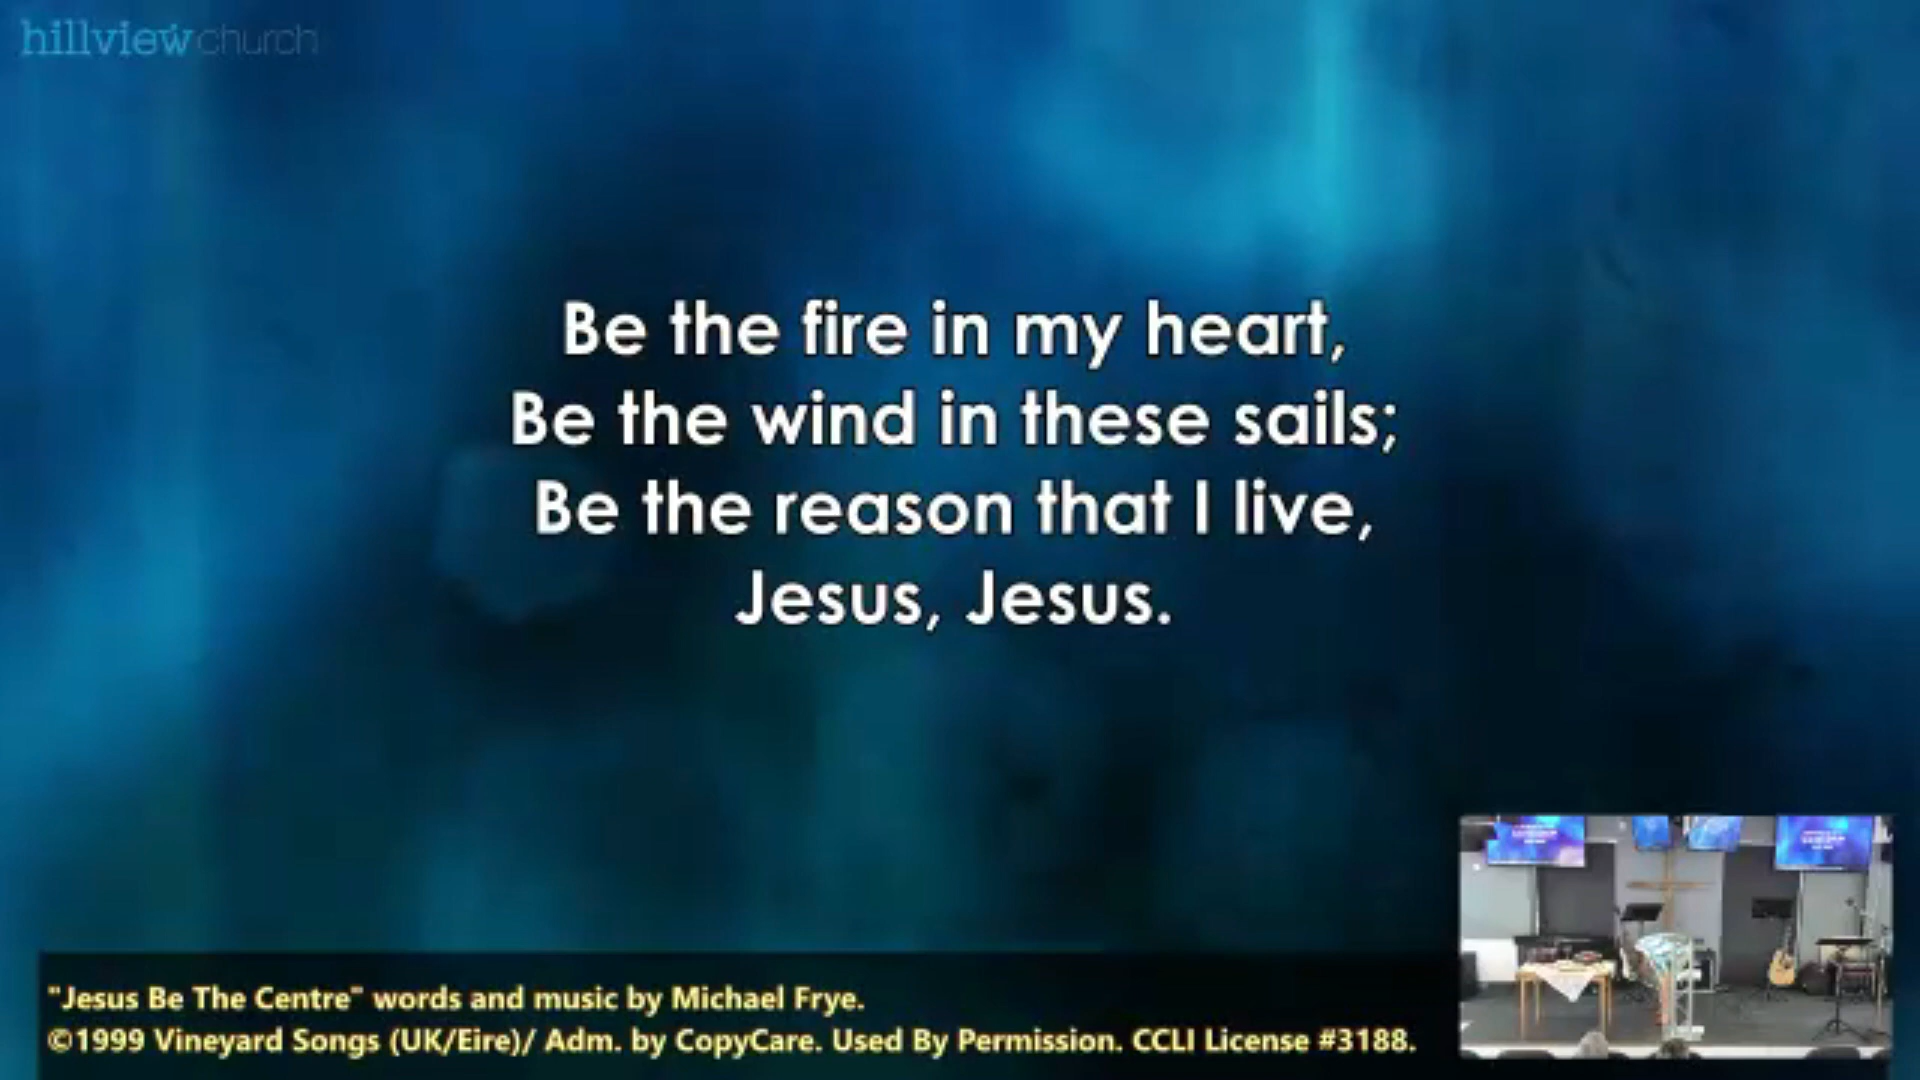 hillview church
Be the fire in my heart,
Be the wind in these sails;
Be the reason that I live,
Jesus, Jesus.
"Jesus Be The Centre" words and music by Michael Frye.
©1999 Vineyard Songs (UK/Eire)/ Adm. by CopyCare. Used By Permission. CCLI License #3188.